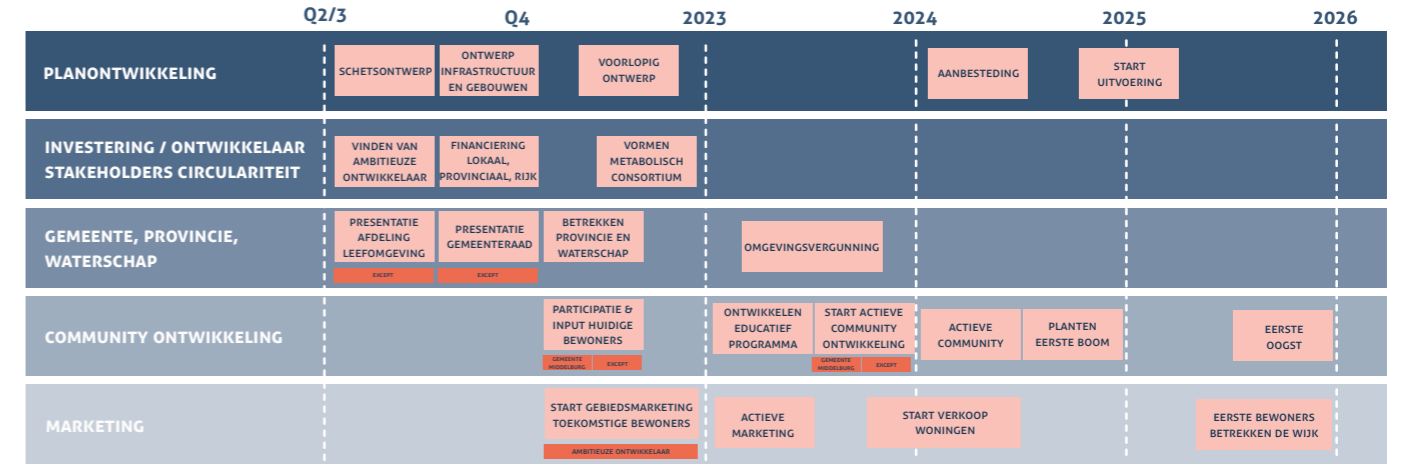 Q2/3 Q4 2023 2024 2025 2026
PLANONTWIKKELING
SCHETSONTWERP
ONTWERP
INFRASTRUCTUUR
EN GEBOUWEN
VOORLOPIG
ONTWERP
AANBESTEDING
START
UITVOERING
INVESTERING / ONTWIKKELAAR
STAKEHOLDERS CIRCULARITEIT
VINDEN VAN
AMBITIEUZE
ONTWIKKELAAR
FINANCIERING
LOKAAL,
PROVINCIAAL, RIJK
VORMEN
METABOLISCH
CONSORTIUM
GEMEENTE, PROVINCIE,
WATERSCHAP
PRESENTATIE
AFDELING
LEEFOMGEVING
EXCEPT
PRESENTATIE
GEMEENTERAAD
EXCEPT
BETREKKEN
PROVINCIE EN
WATERSCHAP
OMGEVINGSVERGUNNING
COMMUNITY ONTWIKKELING
PARTICIPATIE &
INPUT HUIDIGE
BEWONERS
GEMEENTE
MIDDELBURG
EXCEPT
ONTWIKKELEN
EDUCATIEF
PROGRAMMA
START ACTIEVE
COMMUNITY
ONTWIKKELING
GEMEENTE
MIDDELBURG
EXCEPT
ACTIEVE
COMMUNITY
PLANTEN
EERSTE BOOM
EERSTE
OOGST
MARKETING
START GEBIEDSMARKETING
TOEKOMSTIGE BEWONERS
AMBITIEUZE ONTWIKKELAAR
ACTIEVE
MARKETING
START VERKOOP
WONINGEN
EERSTE BEWONERS
BETREKKEN DE WIJK